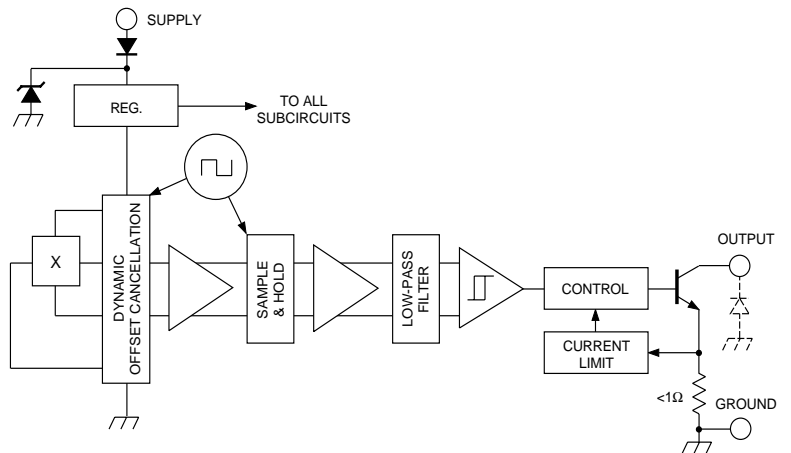 SUPPLY
REG.
TO ALL
SUBCIRCUITS
X
DYNAMIC
OFFSET CANCELLATION
SAMPLE
& HOLD
LOW-PASS
FILTER
CONTROL
CURRENT
LIMIT
OUTPUT
<1Ω
GROUND